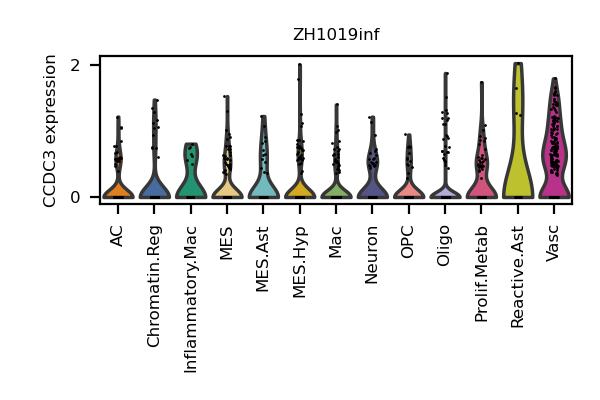 ZH1019inf
CCDC3 expression
2
0
AC
Chromatin.Reg
Inflammatory.Mac
MES
MES.Ast
MES.Hyp
Mac
Neuron
OPC
Oligo
Prolif.Metab
Reactive.Ast
Vasc